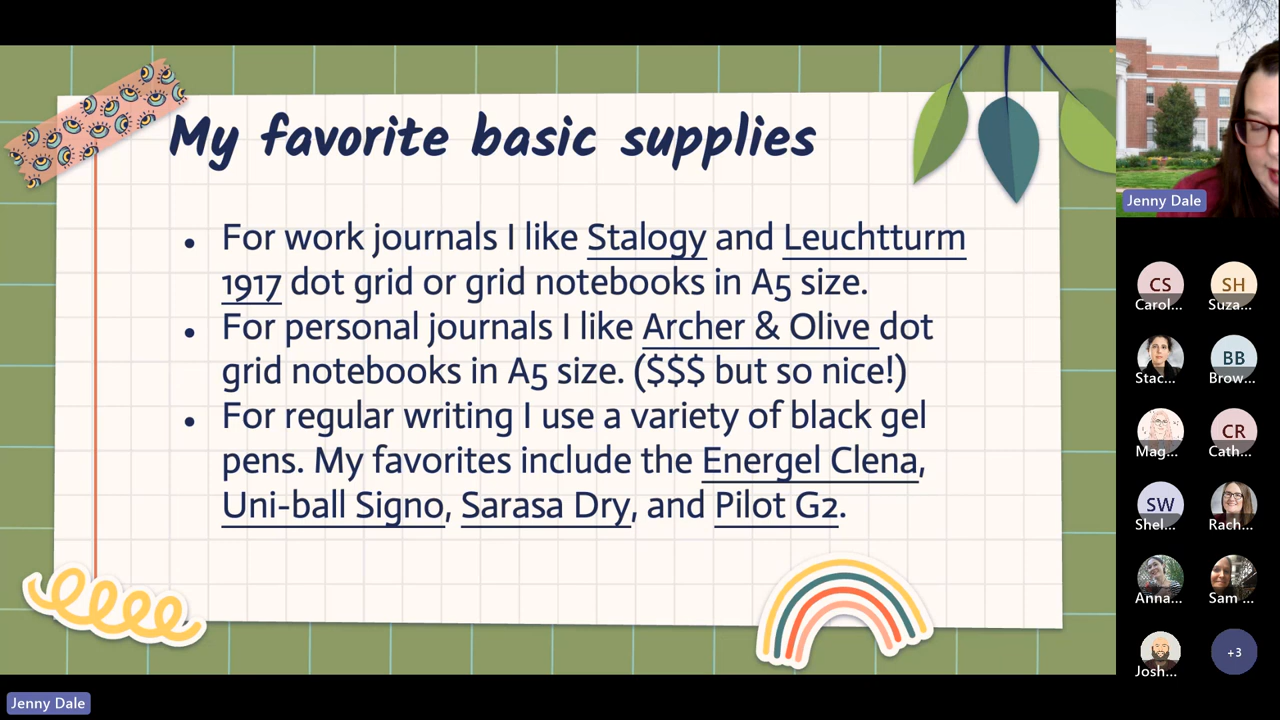 My favorite basic supplies
• For work journals I like Stalogy and Leuchtturm
1917 dot grid or grid notebooks in A5 size.
• For personal journals I like Archer & Olive dot
grid notebooks in A5 size. ($$$ but so nice!)
• For regular writing I use a variety of black gel
pens. My favorites include the Energel Clena,
Uni-ball Signo, Sarasa Dry, and Pilot G2.
Jenny Dale
Jenny Dale
CS
SH
Carol...
Suza...
BB
Stac...
Brow...
CR
Mag...
Cath...
SW
Shel...
Rach...
Anna...
Sam ...
+3
Josh...